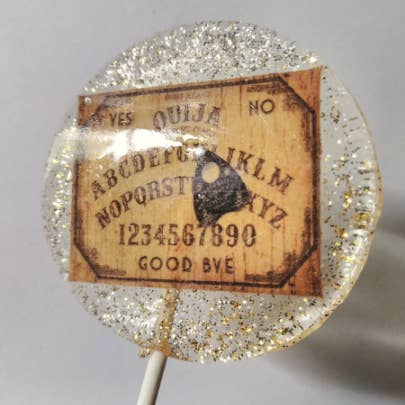 YES OUIJA NO
ABCDEFG JKLM
NOPQRST XYZ
1234567890
GOOD BYE